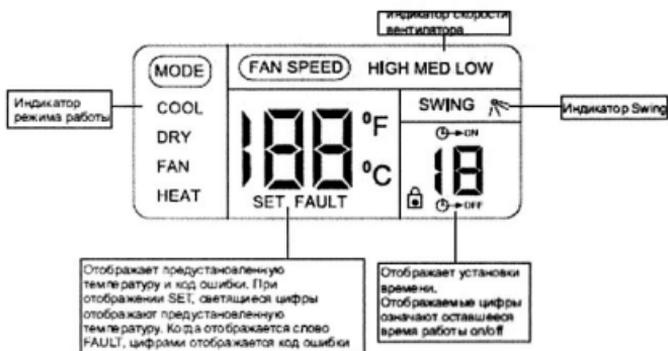 Индикатор скорости
вентилятора
MODE
FAN SPEED HIGH MED LOW
Индикатор
режима работы
COOL
DRY
FAN
HEAT
188 °F
°C
SET FAULT
SWING
Индикатор Swing
ON
18
OFF
Отображает предустановленную
температуру и код ошибки. При
отображении SET, светящиеся цифры
отображают предустановленную
температуру. Когда отображается слово
FAULT, цифрами отображается код ошибки
Отображает установки
времени.
Отображаемые цифры
означают оставшееся
время работы on/off